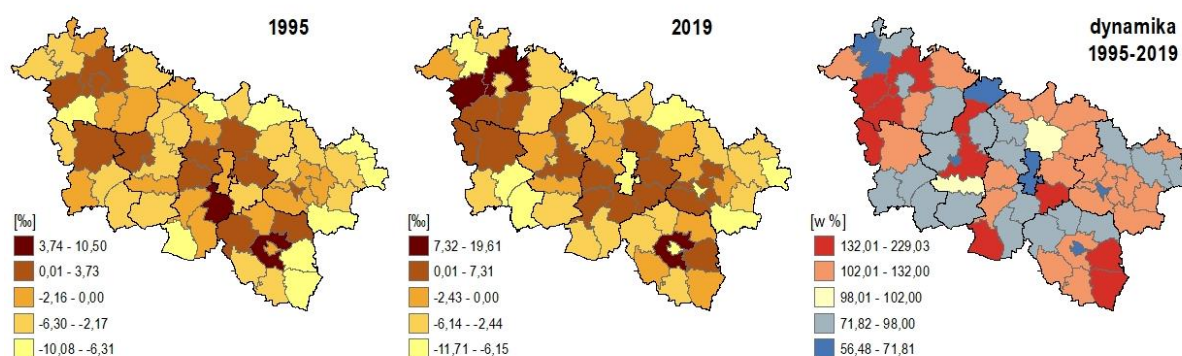 1995
[‰]
3,74 - 10,50
0,01 - 3,73
-2,16 - 0,00
-6,30 - -2,17
-10,08 - -6,31
2019
[‰]
7,32 - 19,61
0,01 - 7,31
-2,43 - 0,00
-6,14 - -2,44
-11,71 - -6,15
dynamika
1995-2019
[w %]
132,01 - 229,03
102,01 - 132,00
98,01 - 102,00
71,82 - 98,00
56,48 - 71,81